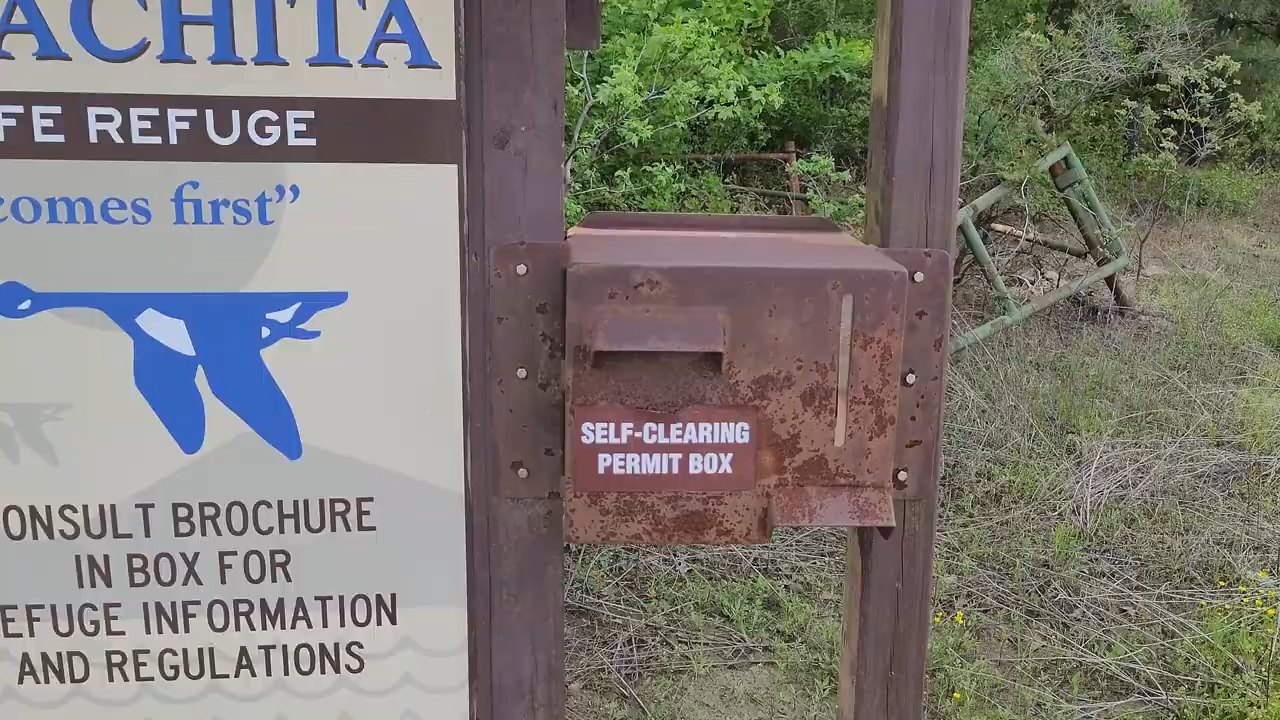 ACHITA
FE REFUGE
comes first”
ONSULT BROCHURE
IN BOX FOR
EFUGE INFORMATION
AND REGULATIONS
SELF-CLEARING
PERMIT BOX